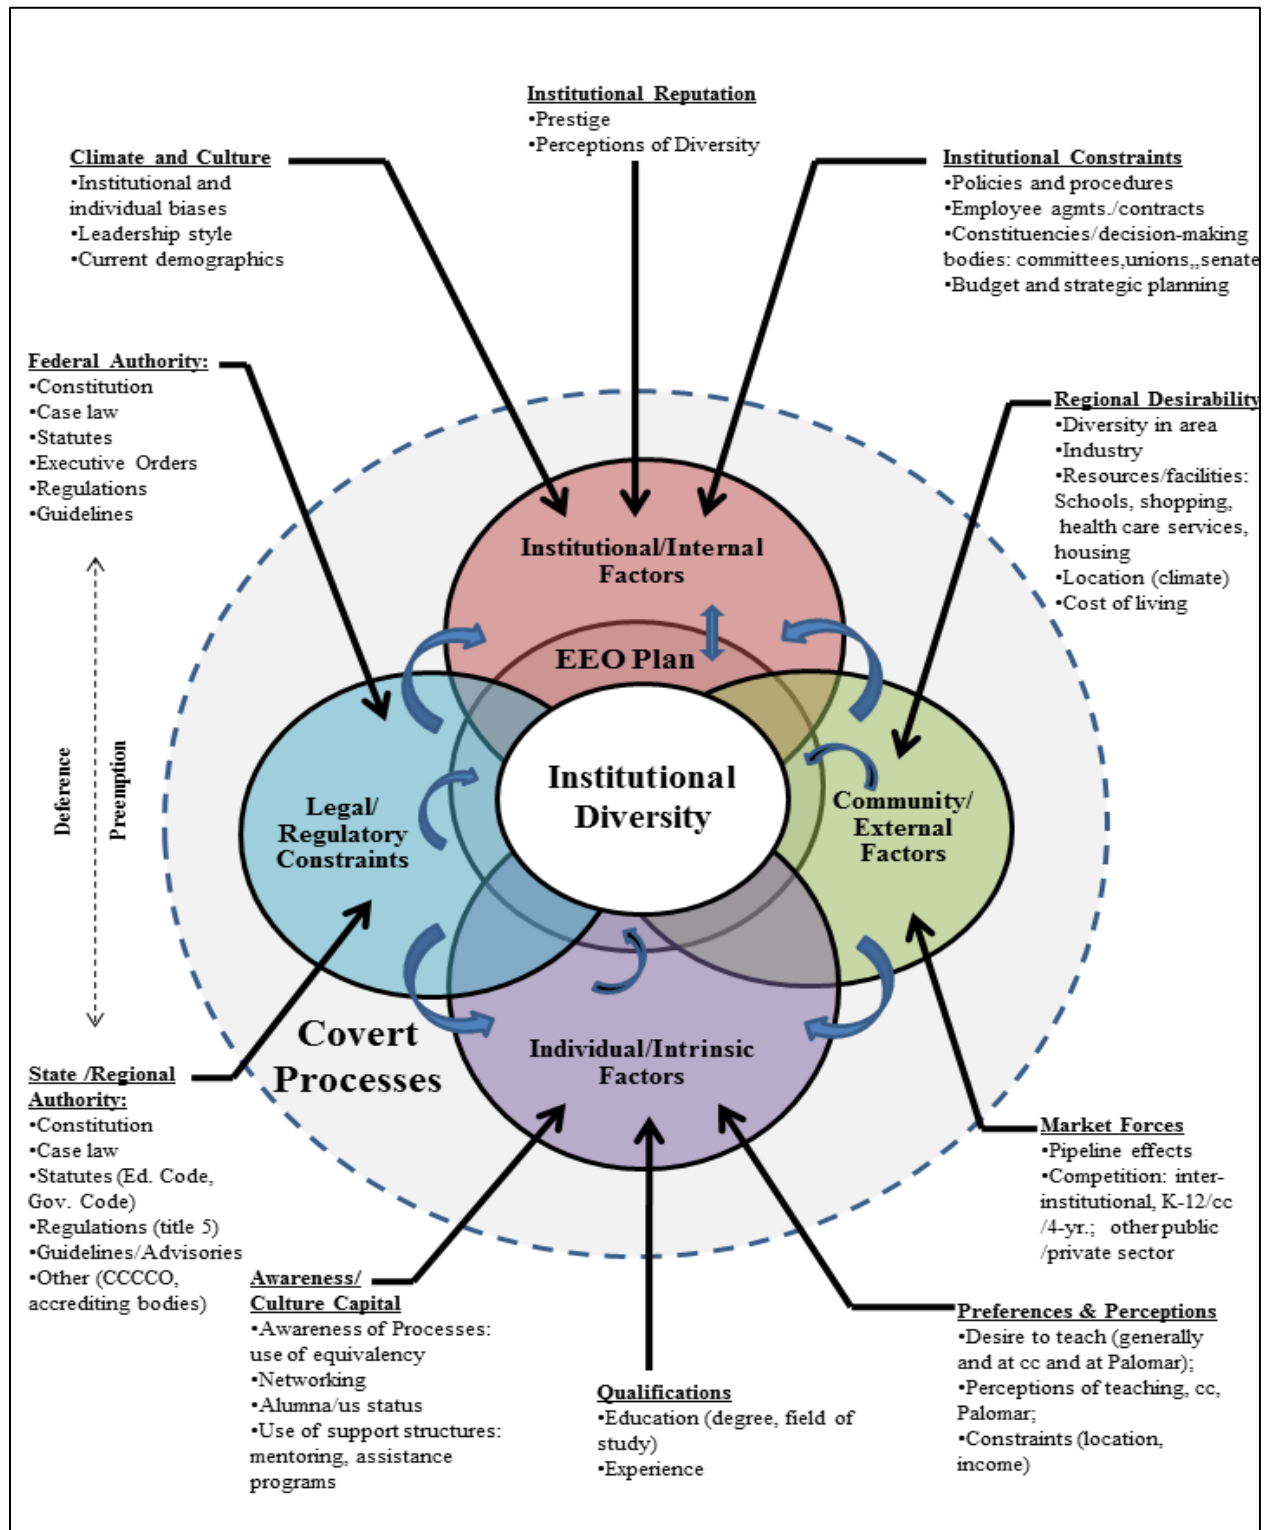 Institutional Reputation
•Prestige
•Perceptions of Diversity
Climate and Culture
•Institutional and
individual biases
•Leadership style
•Current demographics
Institutional Constraints
•Policies and procedures
•Employee agmts./contracts
•Constituencies/decision-making
bodies: committees,unions,,senate
•Budget and strategic planning
Federal Authority:
•Constitution
•Case law
•Statutes
•Executive Orders
•Regulations
•Guidelines
Regional Desirability
•Diversity in area
•Industry
•Resources/facilities:
Schools, shopping,
health care services,
housing
•Location (climate)
•Cost of living
Institutional/Internal
Factors
EEO Plan
Institutional
Diversity
Legal/
Regulatory
Constraints
Community/
External
Factors
Deference
Preemption
Covert
Processes
Individual/Intrinsic
Factors
State /Regional
Authority:
•Constitution
•Case law
•Statutes (Ed. Code,
Gov. Code)
•Regulations (title 5)
•Guidelines/Advisories
•Other (CCCCO,
accrediting bodies)
Market Forces
•Pipeline effects
•Competition: inter-
institutional, K-12/cc
/4-yr.; other public
/private sector
Awareness/
Culture Capital
•Awareness of Processes:
use of equivalency
•Networking
•Alumna/us status
•Use of support structures:
mentoring, assistance
programs
Qualifications
•Education (degree, field of
study)
•Experience
Preferences & Perceptions
•Desire to teach (generally
and at cc and at Palomar);
•Perceptions of teaching, cc,
Palomar;
•Constraints (location,
income)